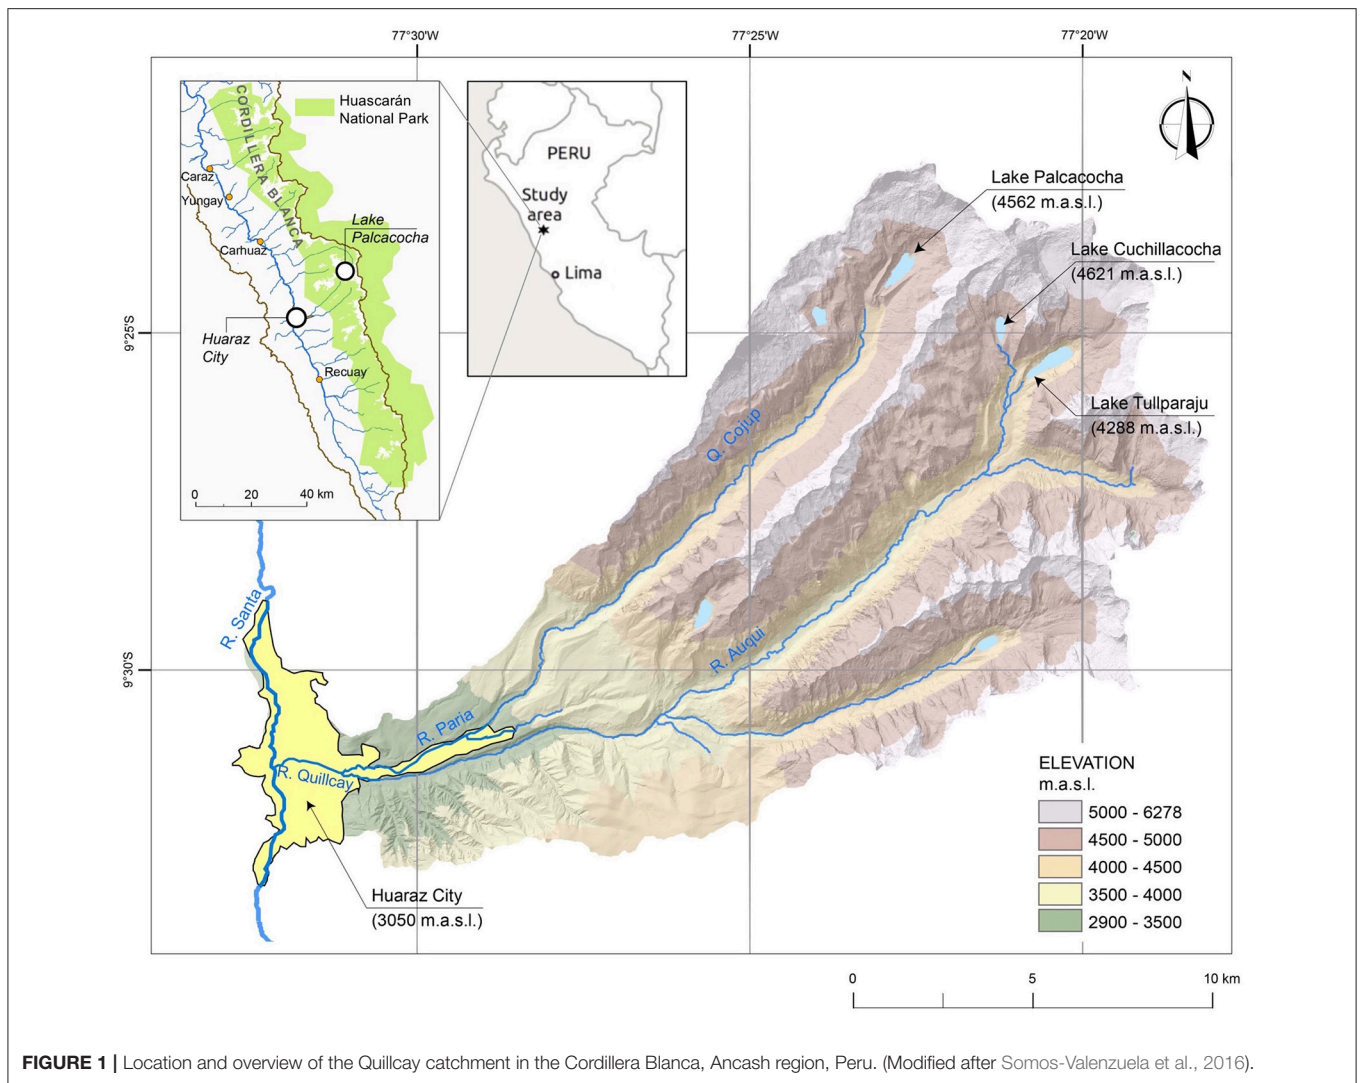 77°30'W
77°25'W
77°20'W
9°25'S
9°30'S
N
CORDILLERA BLANCA
Huascarán
National Park
Caraz
Yungay
Carhuaz
Lake
Palcacocha
Huaraz
City
Recuay
0 20 40 km
PERU
Study
area
Lima
Lake Palcacocha
(4562 m.a.s.l.)
Lake Cuchillacocha
(4621 m.a.s.l.)
Lake Tullparaju
(4288 m.a.s.l.)
Q. Cojup
R. Santa
R. Auqui
R. Paria
R. Quillcay
Huaraz City
(3050 m.a.s.l.)
ELEVATION
m.a.s.l.
5000 - 6278
4500 - 5000
4000 - 4500
3500 - 4000
2900 - 3500
0 5 10 km
FIGURE 1 | Location and overview of the Quillcay catchment in the Cordillera Blanca, Ancash region, Peru. (Modified after Somos-Valenzuela et al., 2016).